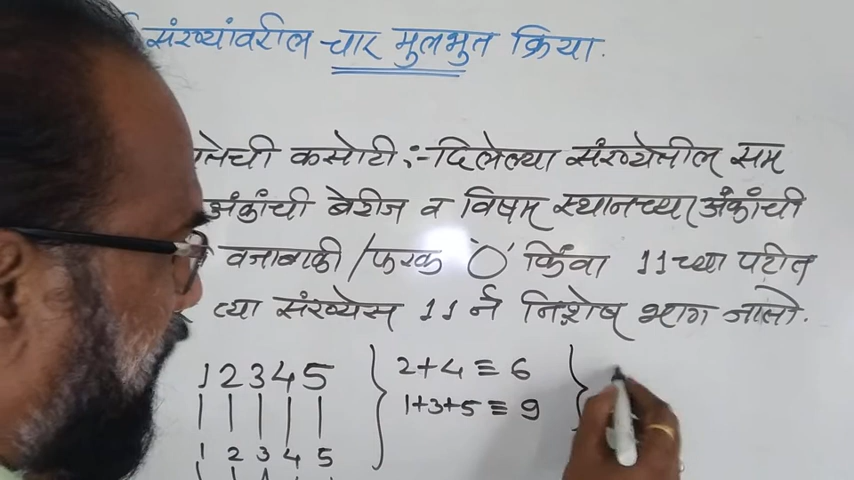 संख्यांवरील चार मुलभुत क्रिया.
कसोटी :- दिलेल्या संख्येतील सम
अंकांची बेरीज व विषम स्थानच्या अंकांची
वजाबाकी/फरक '0' किंवा 11 च्या पटीत
त्या संख्येस 11 ने निःशेष भाग जातो.
12345 } 2+4 = 6 }
1+3+5 = 9
1 2 3 4 5